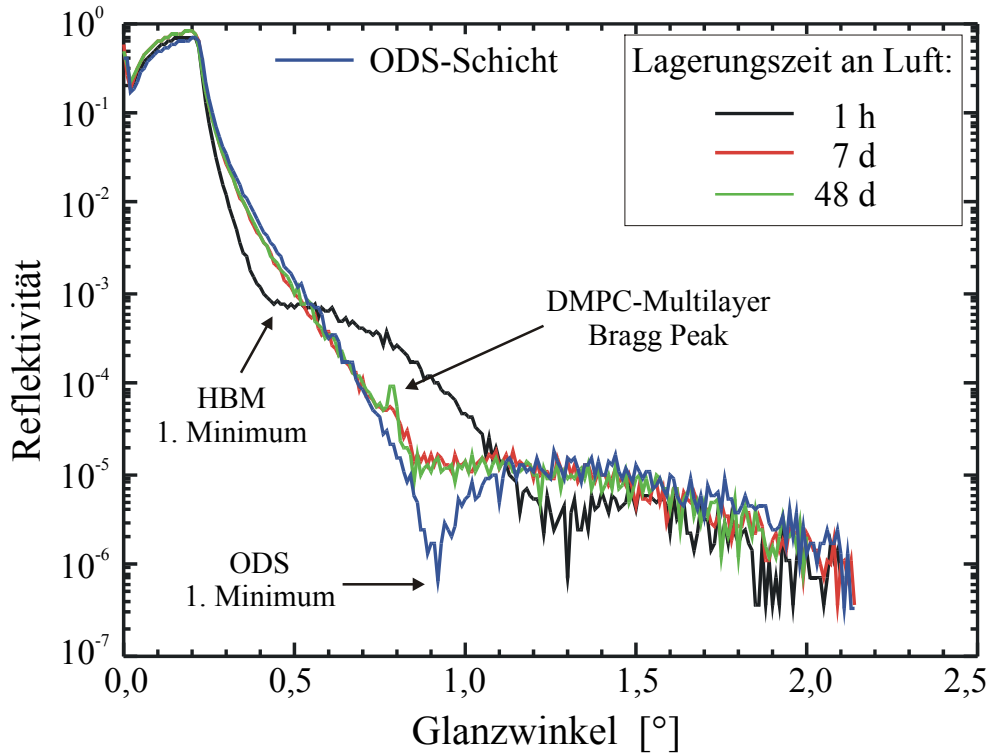 Reflektivität
10^0
10^-1
10^-2
10^-3
10^-4
10^-5
10^-6
10^-7
ODS-Schicht
Lagerungszeit an Luft:
1 h
7 d
48 d
DMPC-Multilayer
Bragg Peak
HBM
1. Minimum
ODS
1. Minimum
0,0 0,5 1,0 1,5 2,0 2,5
Glanzwinkel [°]